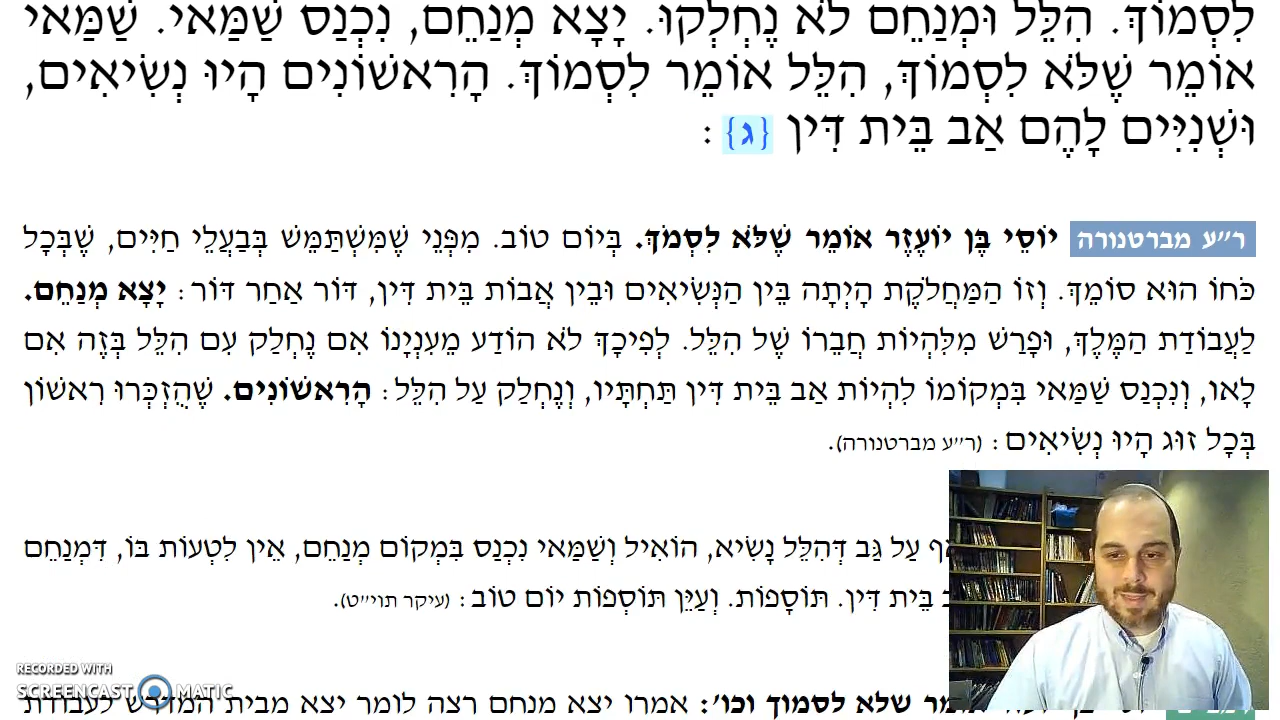 לִסְמוֹךְ. הִלֵּל וּמְנַחֵם לֹא נֶחְלְקוּ. יָצָא מְנַחֵם, נִכְנַס שַׁמַּאי. שַׁמַּאי
אוֹמֵר שֶׁלֹּא לִסְמוֹךְ, הִלֵּל אוֹמֵר לִסְמוֹךְ. הָרִאשׁוֹנִים הָיוּ נְשִׂיאִים,
וּשְׁנִיִּים לָהֶם אַב בֵּית דִּין {ג} :
ר״ע מברטנורה יוֹסֵי בֶּן יוֹעֶזֶר אוֹמֵר שֶׁלֹּא לִסְמֹךְ. בְּיוֹם טוֹב. מִפְּנֵי שֶׁמִּשְׁתַּמֵּשׁ בְּבַעֲלֵי חַיִּים, שֶׁבְּכָל
כֹּחוֹ הוּא סוֹמֵךְ. וְזוֹ הַמַּחֲלֹקֶת הָיְתָה בֵּין הַנְּשִׂיאִים וּבֵין אֲבוֹת בֵּית דִּין, דּוֹר אַחַר דּוֹר : יָצָא מְנַחֵם.
לַעֲבוֹדַת הַמֶּלֶךְ, וּפָרַשׁ מִלִּהְיוֹת חֲבֵרוֹ שֶׁל הִלֵּל. לְפִיכָךְ לֹא הוֹדַע מֵעִנְיָנוֹ אִם נֶחְלַק עִם הִלֵּל בְּזֶה אִם
לָאו, וְנִכְנַס שַׁמַּאי בִּמְקוֹמוֹ לִהְיוֹת אַב בֵּית דִּין תַּחְתָּיו, וְנֶחְלַק עַל הִלֵּל : הָרִאשׁוֹנִים. שֶׁהֻזְכְּרוּ רִאשׁוֹן
בְּכָל זוּג הָיוּ נְשִׂיאִים : (ר״ע מברטנורה).
עַל גַּב דְּהִלֵּל נָשִׂיא, הוֹאִיל וְשַׁמַּאי נִכְנַס בִּמְקוֹם מְנַחֵם, אֵין לִטְעוֹת בּוֹ, דִּמְנַחֵם
בֵּית דִּין. תּוֹסָפוֹת. וְעַיֵּן תּוֹסְפוֹת יוֹם טוֹב : (עיקר תוי״ט).
RECORDED WITH
SCREENCAST MATIC
שלא לסמוך וכו׳: אמרו יצא מנחם רצה לומר יצא מבית המדרש לעבודת